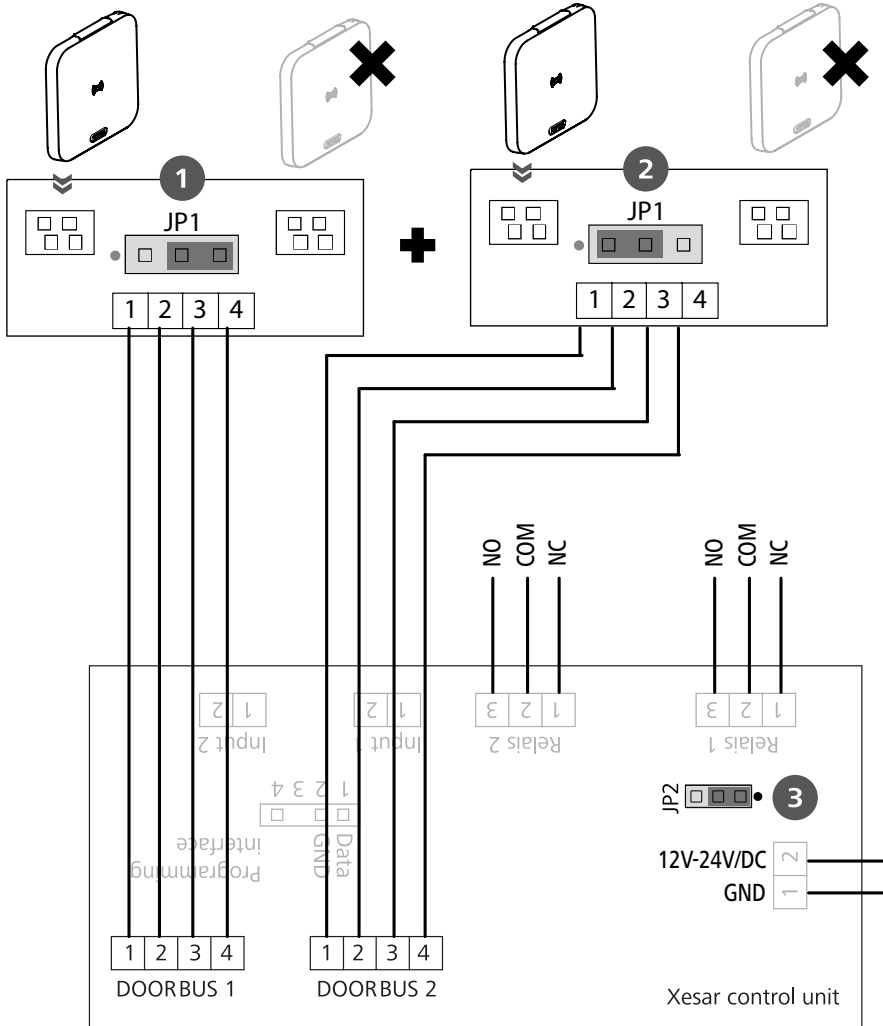 1
2
JP1
JP1
1 2 3 4
1 2 3 4
NO COM NC
NO COM NC
2 1
2 1
3 2 1
3 2 1
Input 2
Input 1
Relais 2
Relais 1
4 3 2 1
JP2
3
Programming
interface
GND
Data
12V-24V/DC 2
GND 1
1 2 3 4
1 2 3 4
DOORBUS 1
DOORBUS 2
Xesar control unit